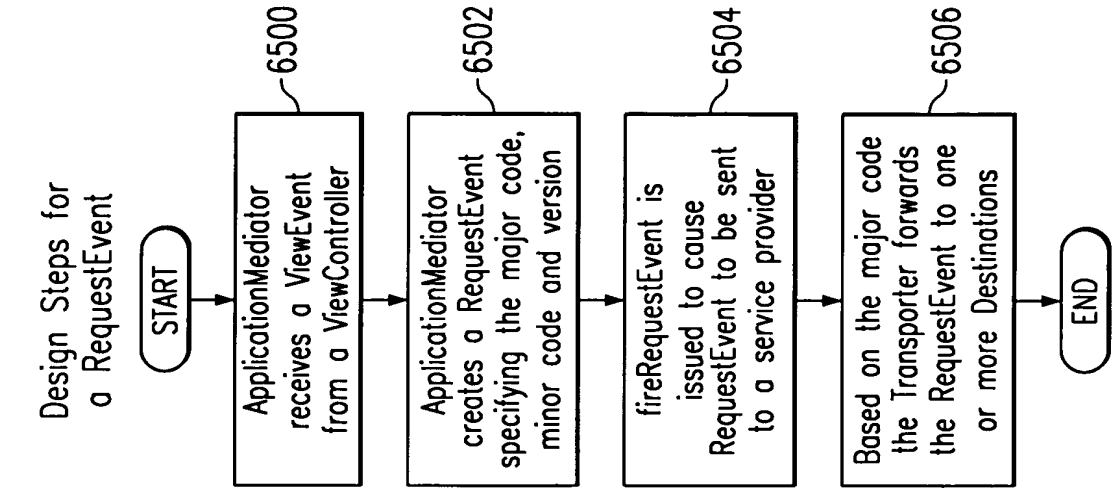 Design Steps for
a RequestEvent
START
ApplicationMediator
receives a ViewEvent
from a ViewController
6500
ApplicationMediator
creates a RequestEvent
specifying the major code,
minor code and version
6502
fireRequestEvent is
issued to cause
RequestEvent to be sent
to a service provider
6504
Based on the major code
the Transporter forwards
the RequestEvent to one
or more Destinations
6506
END